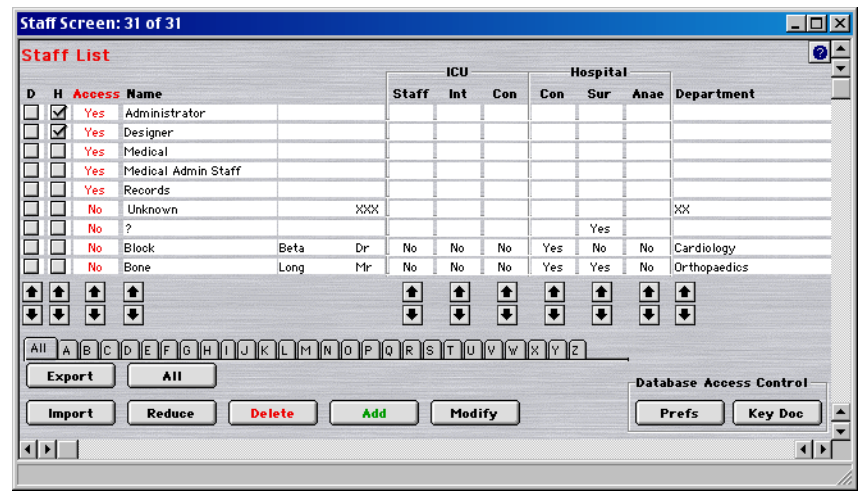 Staff Screen: 31 of 31
Staff List
ICU Hospital
D H Access Name Staff Int Con Con Sur Anae Department
Yes Administrator
Yes Designer
Yes Medical
Yes Medical Admin Staff
Yes Records
No Unknown XXX XX
No ? Yes
No Block Beta Dr No No No Yes No No Cardiology
No Bone Long Mr No No No Yes Yes No Orthopaedics
All A B C D E F G H I J K L M N O P Q R S T U V W X Y Z
Export All
Database Access Control
Import Reduce Delete Add Modify Prefs Key Doc